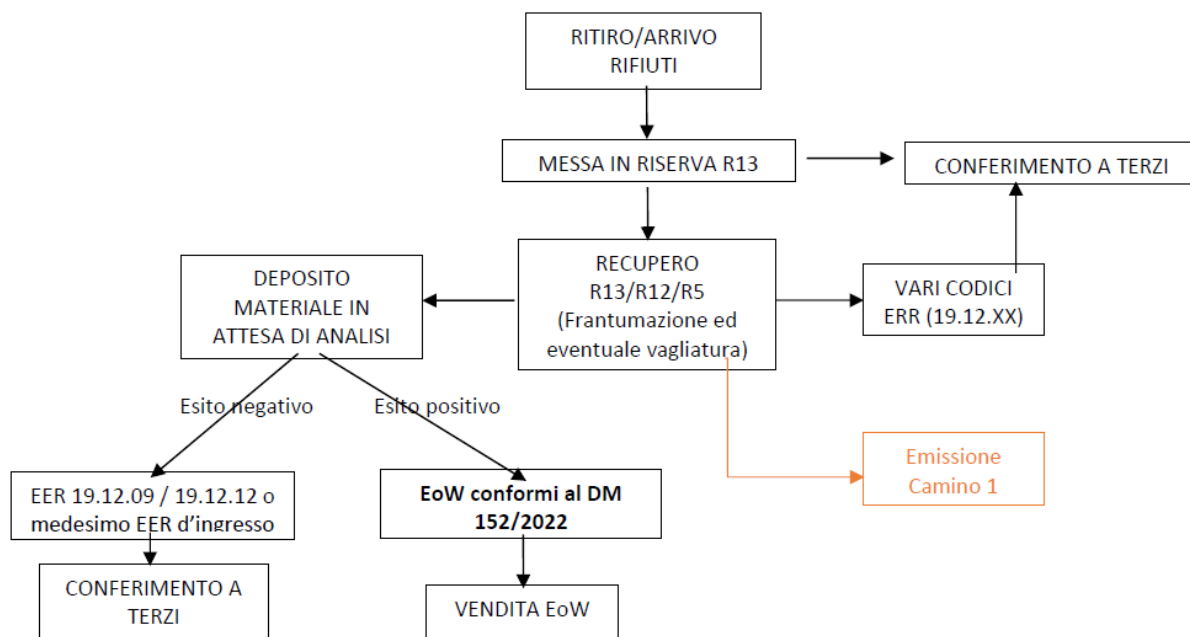 RITIRO/ARRIVO
RIFIUTI
MESSA IN RISERVA R13
CONFERIMENTO A TERZI
DEPOSITO
MATERIALE IN
ATTESA DI ANALISI
RECUPERO
R13/R12/R5
(Frantumazione ed
eventuale vagliatura)
VARI CODICI
ERR (19.12.XX)
Esito negativo
Esito positivo
EER 19.12.09 / 19.12.12 o
medesimo EER d'ingresso
EoW conformi al DM
152/2022
Emissione
Camino 1
CONFERIMENTO A
TERZI
VENDITA EoW